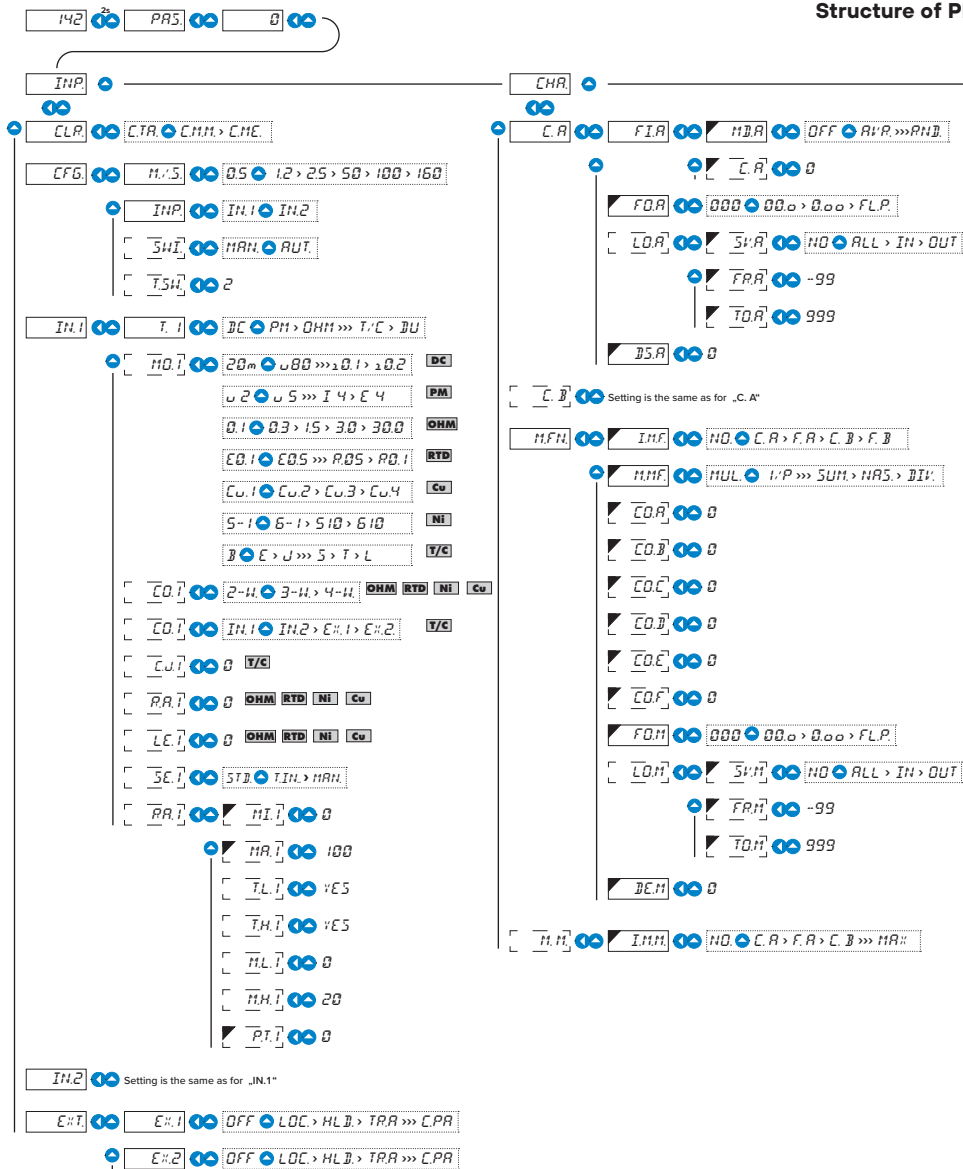 Structure of P
142 2s PAS. 0
INP.
CLR. C.TA. C.M.M. > C.ME.
CFG. M./S. 0.5 1.2 > 2.5 > 5.0 > 10.0 > 16.0
INP. IN.1 IN.2
SWI. MAN. AUT.
T.SW. 2
IN.1 T. 1 DC PM > OHM >>> T/C > DU
MO.1 20m u80 >>> ı0.1 > ı0.2 DC
u 2 u 5 >>> I 4 > E 4 PM
0.1 0.3 > 1.5 > 3.0 > 30.0 OHM
E0.1 E0.5 >>> R.05 > R0.1 RTD
Cu.1 Cu.2 > Cu.3 > Cu.4 Cu
5-1 6-1 > 510 > 610 Ni
B E > J >>> S > T > L T/C
CO.1 2-W. 3-W. > 4-W. OHM RTD Ni Cu
CO.1 IN.1 IN.2 > EX.1 > EX.2. T/C
C.J.1 0 T/C
R.A.1 0 OHM RTD Ni Cu
LE.1 0 OHM RTD Ni Cu
SE.1 STD. T.IN. > MAN.
RA.1 MI.1 0
MA.1 100
T.L.1 YES
T.H.1 YES
M.L.1 0
M.H.1 20
P.T.1 0
IN.2 Setting is the same as for „IN.1“
EXT. EX.1 OFF LOC. > HLD. > TR.A >>> C.PA
EX.2 OFF LOC. > HLD. > TR.A >>> C.PA
CHA.
C. A FI.A MD.A OFF AVR. >>> RND.
C. A 0
FO.A 000 00.o > 0.oo > FL.P.
LO.A SV.A NO ALL > IN > OUT
FR.A -99
TO.A 999
DS.A 0
C. B Setting is the same as for „C. A“
M.FN. I.M.F. NO. C. A > F. A > C. B > F. B
M.MF. MUL. 1/P >>> SUM. > NAS. > DIV.
CO.A 0
CO.B 0
CO.C 0
CO.D 0
CO.E 0
CO.F 0
FO.M 000 00.o > 0.oo > FL.P.
LO.M SV.M NO ALL > IN > OUT
FR.M -99
TO.M 999
DE.M 0
M. M. I.M.M. NO. C. A > F. A > C. B >>> MAX